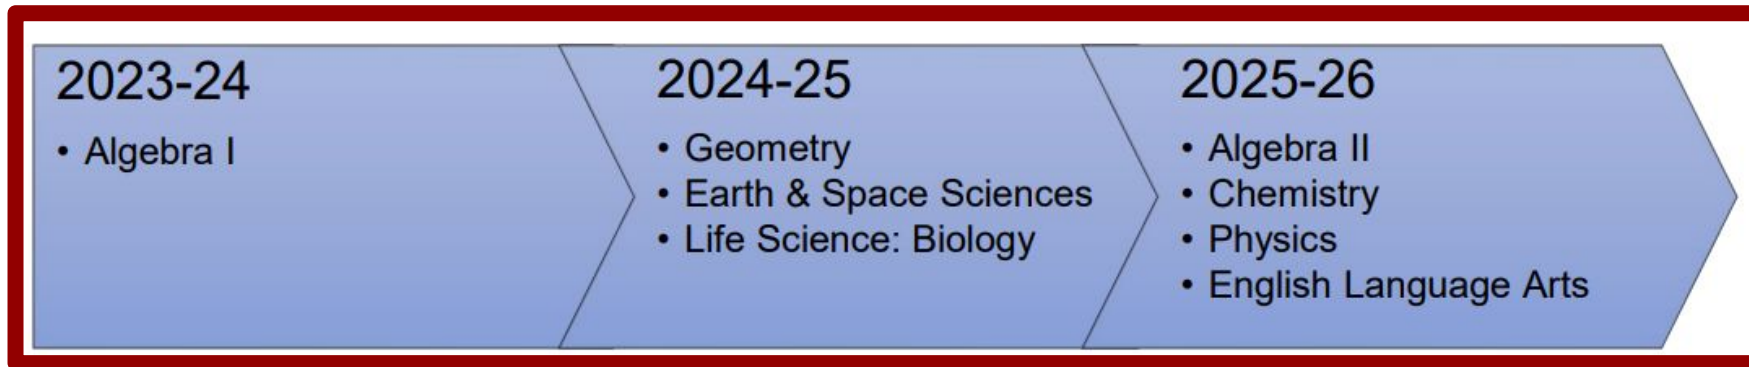 2023-24
• Algebra I
2024-25
• Geometry
• Earth & Space Sciences
• Life Science: Biology
2025-26
• Algebra II
• Chemistry
• Physics
• English Language Arts